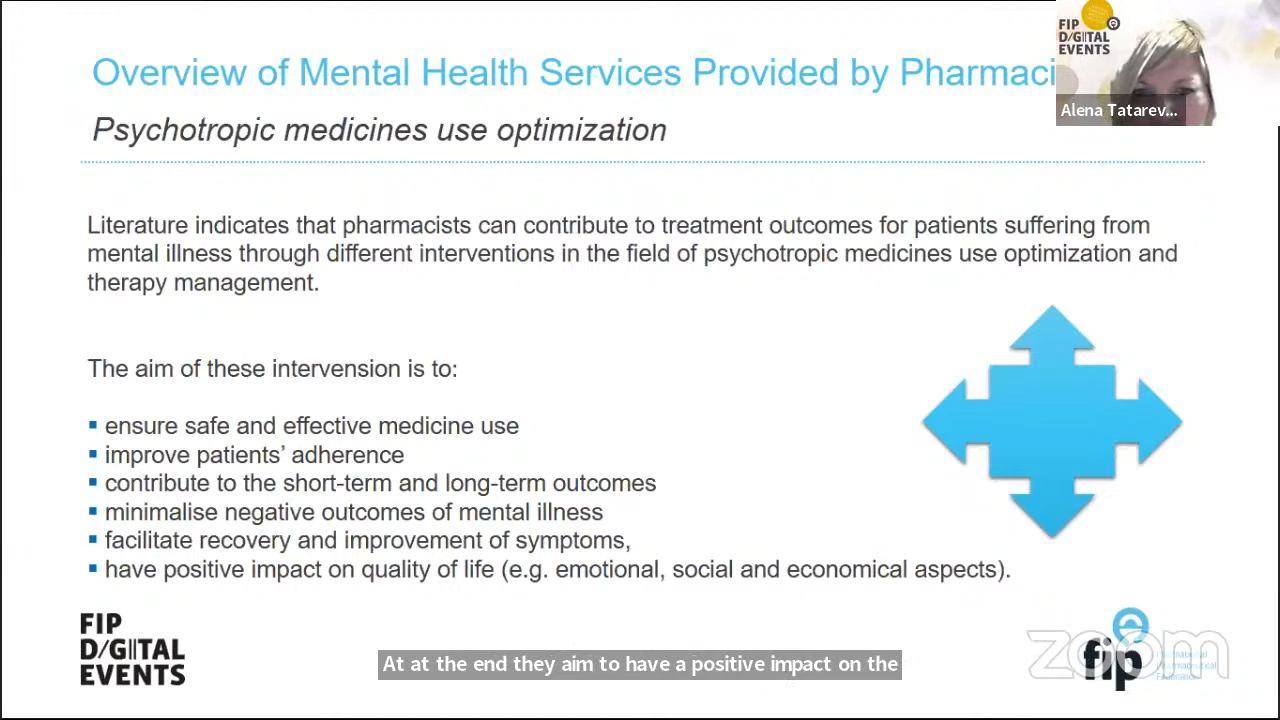 Overview of Mental Health Services Provided by Pharmaci
FIP
D/GITAL
EVENTS
Alena Tatarev...
Psychotropic medicines use optimization
Literature indicates that pharmacists can contribute to treatment outcomes for patients suffering from
mental illness through different interventions in the field of psychotropic medicines use optimization and
therapy management.
The aim of these intervension is to:
▪ ensure safe and effective medicine use
▪ improve patients’ adherence
▪ contribute to the short-term and long-term outcomes
▪ minimalise negative outcomes of mental illness
▪ facilitate recovery and improvement of symptoms,
▪ have positive impact on quality of life (e.g. emotional, social and economical aspects).
FIP
D/GITAL
EVENTS
At at the end they aim to have a positive impact on the
zoom
fip
International
Pharmaceutical
Federation